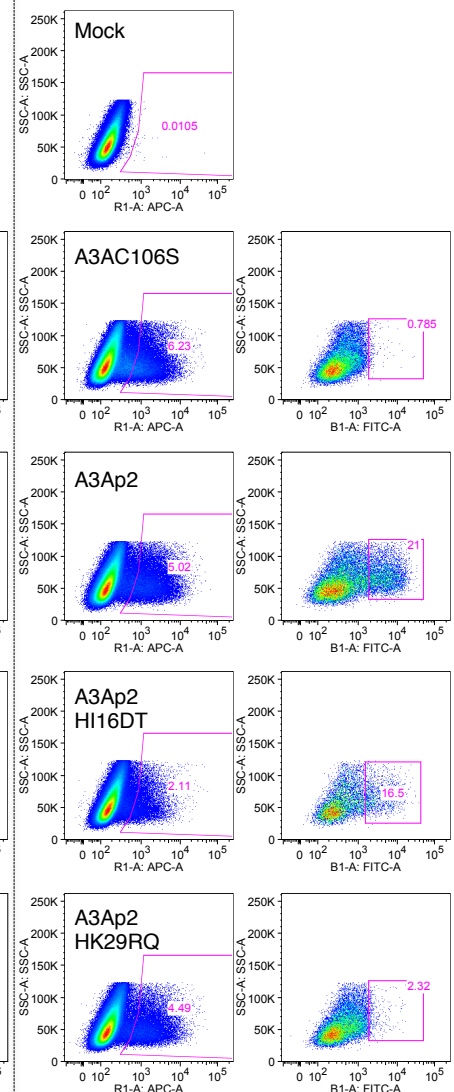 Mock
250K
200K
150K
100K
50K
0
SSC-A: SSC-A
0.0105
0 10² 10³ 10⁴ 10⁵
R1-A: APC-A
A3AC106S
250K
200K
150K
100K
50K
0
SSC-A: SSC-A
6.23
0 10² 10³ 10⁴ 10⁵
R1-A: APC-A
250K
200K
150K
100K
50K
0
SSC-A: SSC-A
0.785
0 10² 10³ 10⁴ 10⁵
B1-A: FITC-A
A3Ap2
250K
200K
150K
100K
50K
0
SSC-A: SSC-A
5.02
0 10² 10³ 10⁴ 10⁵
R1-A: APC-A
250K
200K
150K
100K
50K
0
SSC-A: SSC-A
21
0 10² 10³ 10⁴ 10⁵
B1-A: FITC-A
A3Ap2
HI16DT
250K
200K
150K
100K
50K
0
SSC-A: SSC-A
2.11
0 10² 10³ 10⁴ 10⁵
R1-A: APC-A
250K
200K
150K
100K
50K
0
SSC-A: SSC-A
16.5
0 10² 10³ 10⁴ 10⁵
B1-A: FITC-A
A3Ap2
HK29RQ
250K
200K
150K
100K
50K
0
SSC-A: SSC-A
4.49
0 10² 10³ 10⁴ 10⁵
R1-A: APC-A
250K
200K
150K
100K
50K
0
SSC-A: SSC-A
2.32
0 10² 10³ 10⁴ 10⁵
B1-A: FITC-A